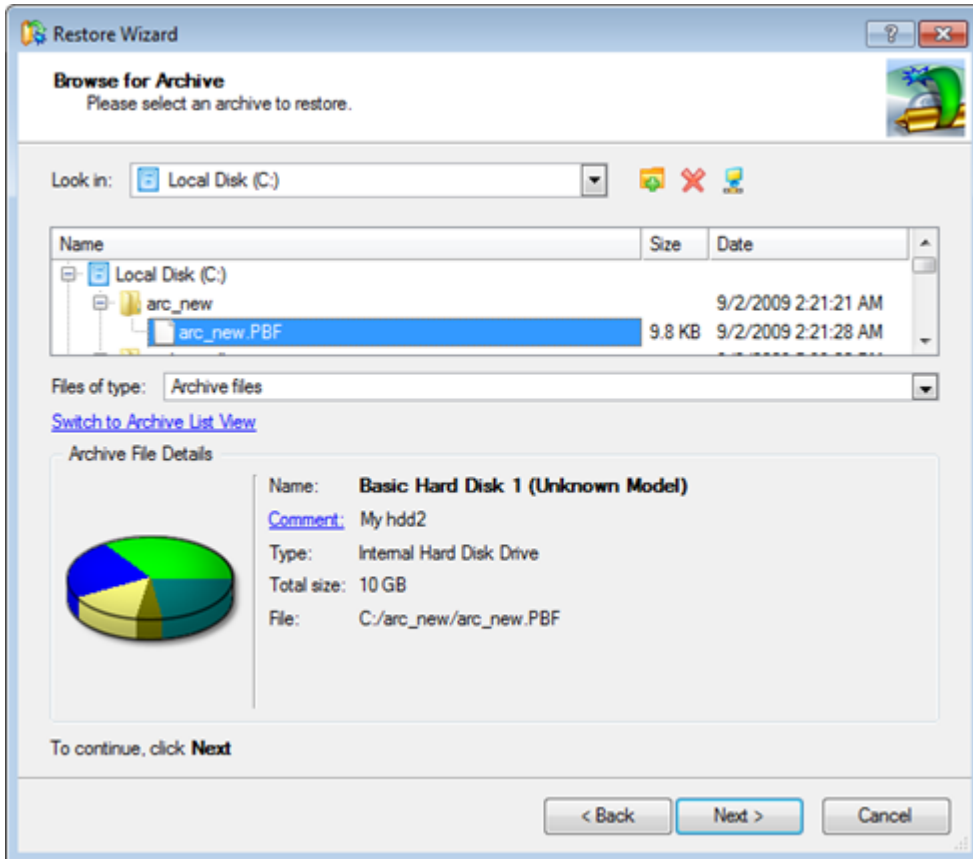 Restore Wizard
Browse for Archive
Please select an archive to restore.
Look in: Local Disk (C:)
Name Size Date
Local Disk (C:)
arc_new 9/2/2009 2:21:21 AM
arc_new.PBF 9.8 KB 9/2/2009 2:21:28 AM
Files of type: Archive files
Switch to Archive List View
Archive File Details
Name: Basic Hard Disk 1 (Unknown Model)
Comment: My hdd2
Type: Internal Hard Disk Drive
Total size: 10 GB
File: C:/arc_new/arc_new.PBF
To continue, click Next
< Back Next > Cancel